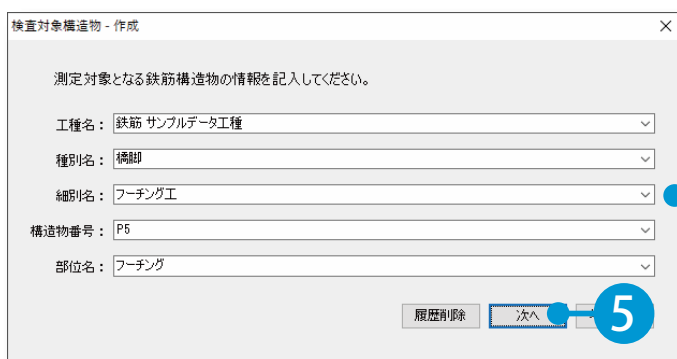 検査対象構造物 - 作成
測定対象となる鉄筋構造物の情報を記入してください。
工種名： 鉄筋 サンプルデータ工種
種別名： 橋脚
細別名： フーチング工
構造物番号： P5
部位名： フーチング
履歴削除 次へ 5